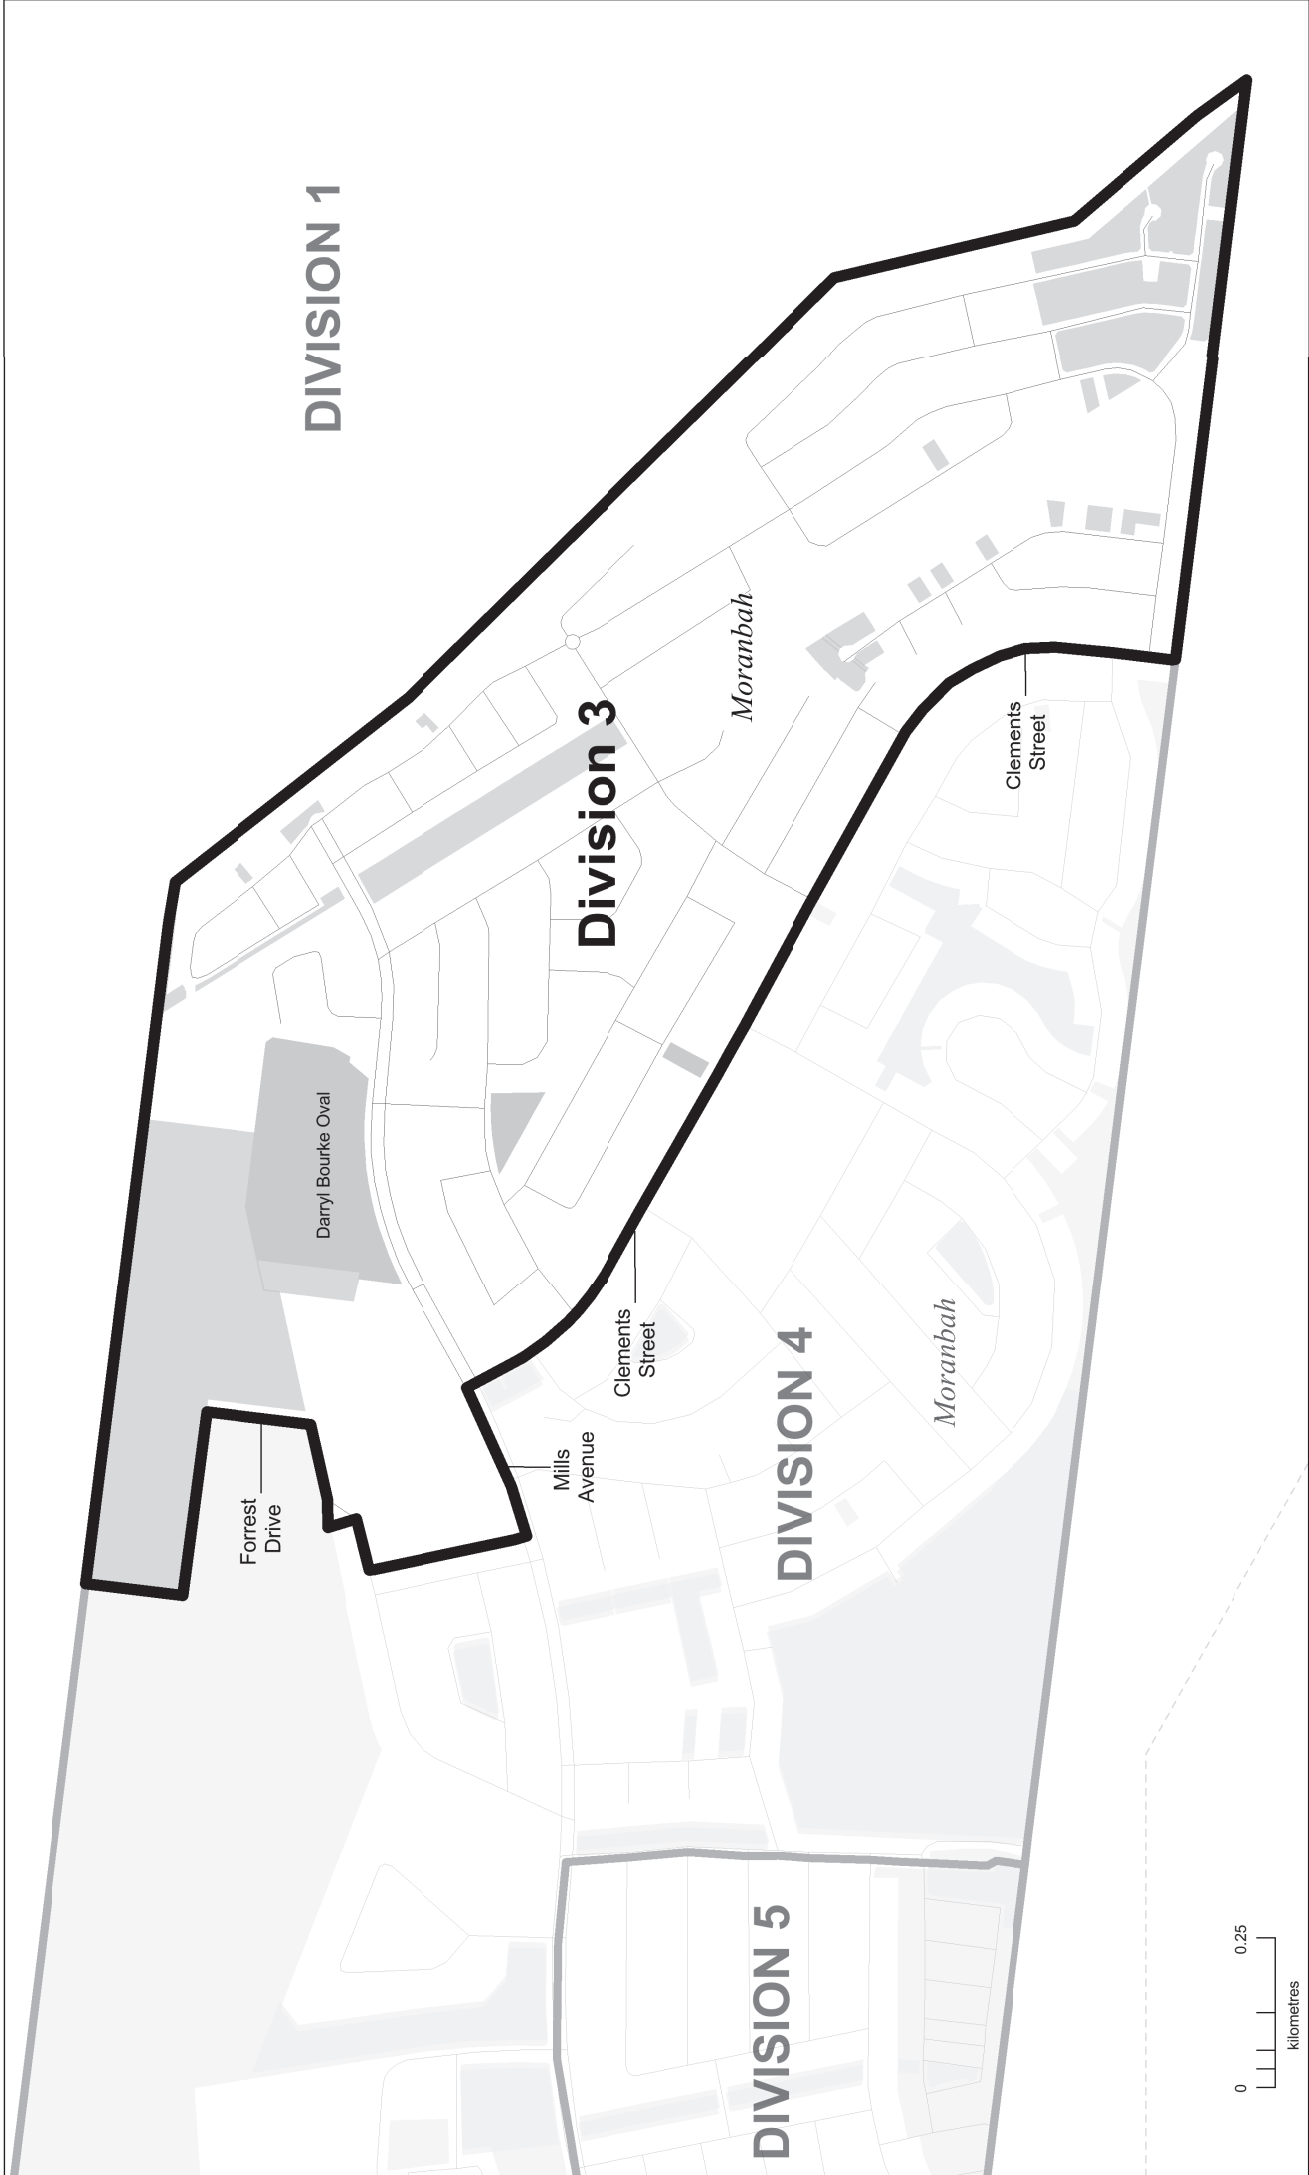 DIVISION 1
Moranbah
Division 3
Clements
Street
Darryl Bourke Oval
Clements
Street
Moranbah
DIVISION 4
Mills
Avenue
Forrest
Drive
DIVISION 5
0
0.25
kilometres